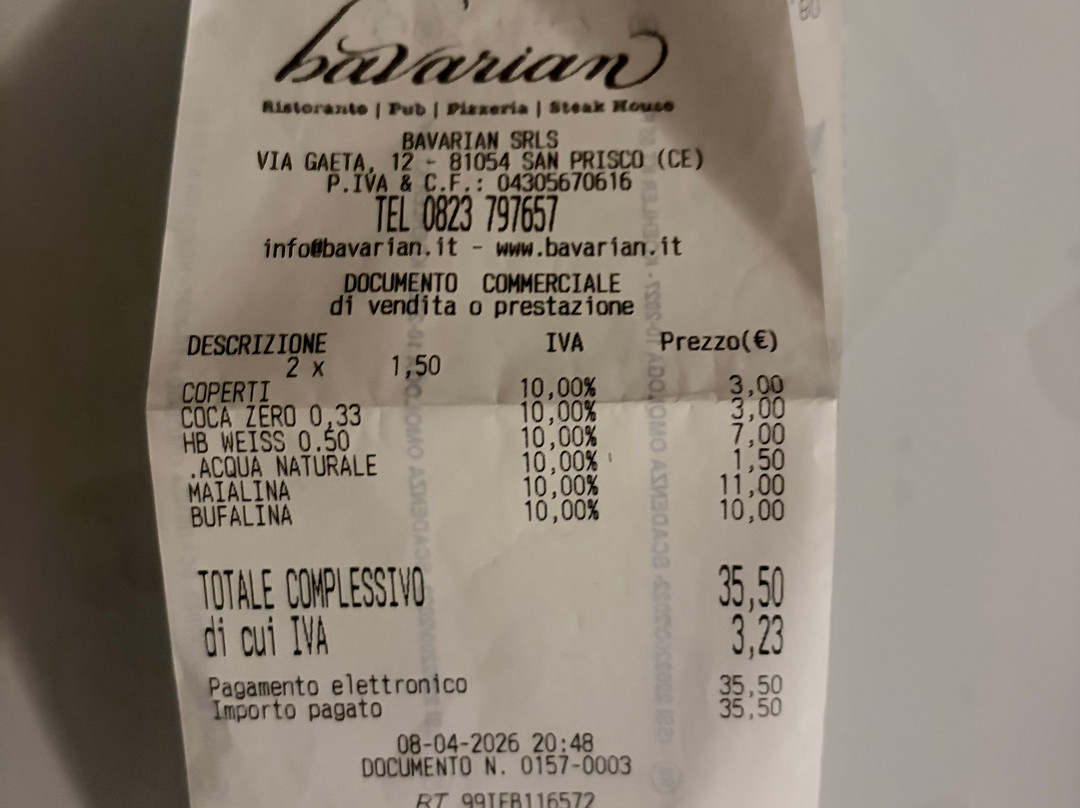 bavarian
Ristorante | Pub | Pizzeria | Steak House
BAVARIAN SRLS
VIA GAETA, 12 - 81054 SAN PRISCO (CE)
P.IVA & C.F.: 04305670616
TEL 0823 797657
info@bavarian.it - www.bavarian.it
DOCUMENTO COMMERCIALE
di vendita o prestazione
DESCRIZIONE IVA Prezzo(€)
2 x 1,50
COPERTI 10,00% 3,00
COCA ZERO 0,33 10,00% 3,00
HB WEISS 0.50 10,00% 7,00
.ACQUA NATURALE 10,00% 1,50
MAIALINA 10,00% 11,00
BUFALINA 10,00% 10,00
TOTALE COMPLESSIVO 35,50
di cui IVA 3,23
Pagamento elettronico 35,50
Importo pagato 35,50
08-04-2026 20:48
DOCUMENTO N. 0157-0003
RT 99IEB116572